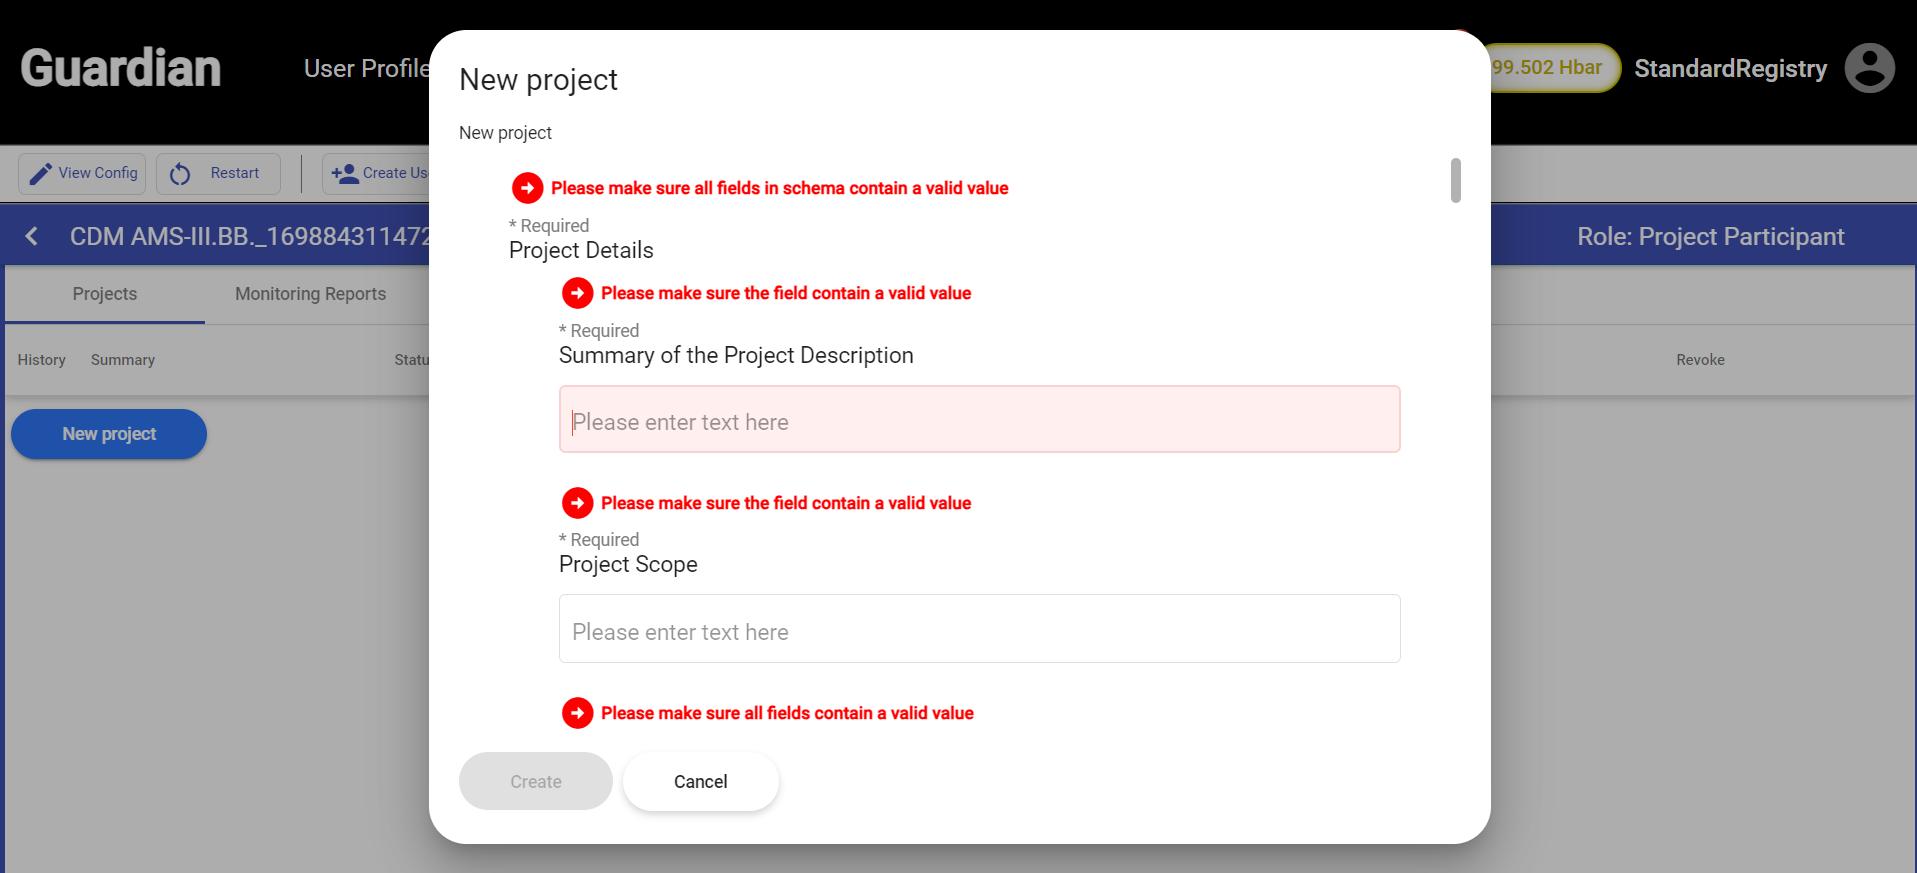 Guardian
User Profile
99.502 Hbar
StandardRegistry
View Config
Restart
Create Us
CDM AMS-III.BB._169884311472
Role: Project Participant
Projects
Monitoring Reports
History
Summary
Statu
Revoke
New project
New project
New project
Please make sure all fields in schema contain a valid value
* Required
Project Details
Please make sure the field contain a valid value
* Required
Summary of the Project Description
Please enter text here
Please make sure the field contain a valid value
* Required
Project Scope
Please enter text here
Please make sure all fields contain a valid value
Create
Cancel